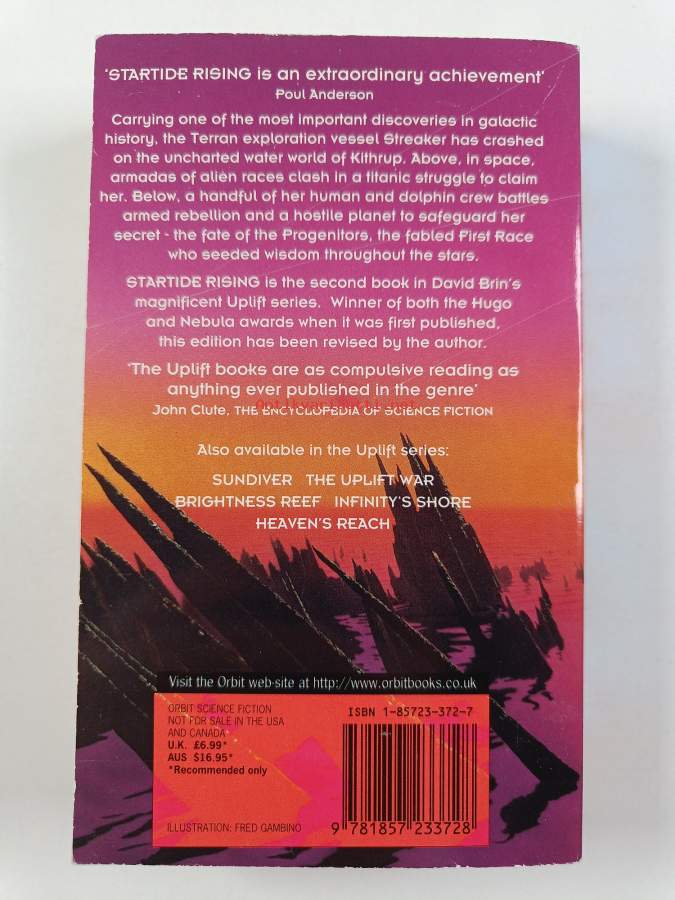 'STARTIDE RISING is an extraordinary achievement'
Poul Anderson
Carrying one of the most important discoveries in galactic
history, the Terran exploration vessel Streaker has crashed
on the uncharted water world of Kithrup. Above, in space,
armadas of alien races clash in a titanic struggle to claim
her. Below, a handful of her human and dolphin crew battles
armed rebellion and a hostile planet to safeguard her
secret - the fate of the Progenitors, the fabled First Race
who seeded wisdom throughout the stars.
STARTIDE RISING is the second book in David Brin's
magnificent Uplift series. Winner of both the Hugo
and Nebula awards when it was first published,
this edition has been revised by the author.
'The Uplift books are as compulsive reading as
anything ever published in the genre'
John Clute, THE ENCYCLOPEDIA OF SCIENCE FICTION
Also available in the Uplift series:
SUNDIVER THE UPLIFT WAR
BRIGHTNESS REEF INFINITY'S SHORE
HEAVEN'S REACH
Visit the Orbit web-site at http://www.orbitbooks.co.uk
ORBIT SCIENCE FICTION
NOT FOR SALE IN THE USA
AND CANADA
U.K. £6.99*
AUS $16.95*
*Recommended only
ILLUSTRATION: FRED GAMBINO
ISBN 1-85723-372-7
9 781857 233728